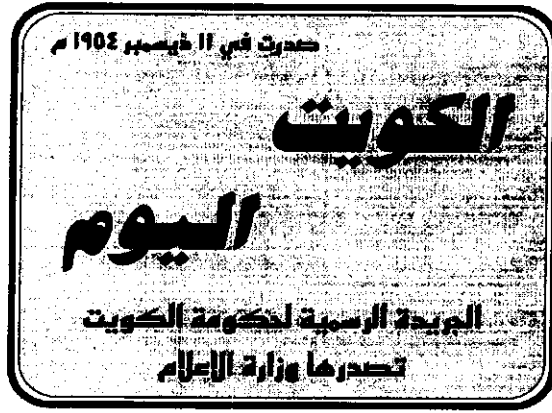 صدرت في ١١ ديسمبر ١٩٥٤ م
الكويت
اليوم
الجريدة الرسمية لحكومة الكويت
تصدرها وزارة الإعلام